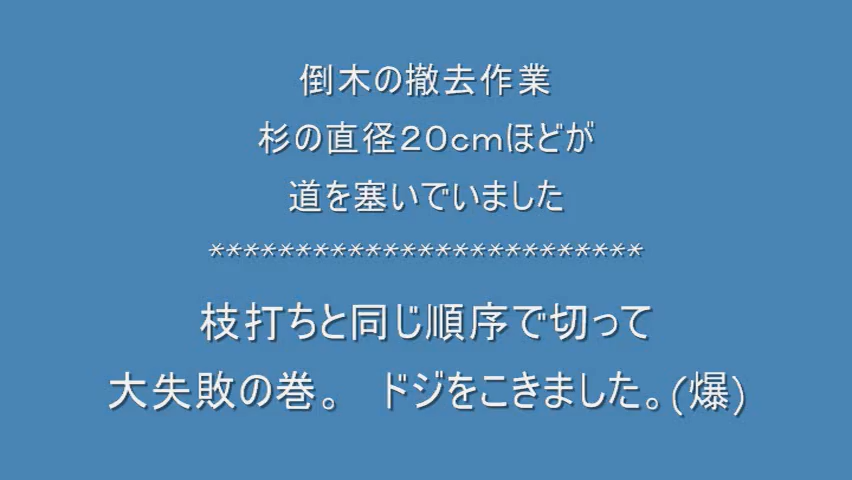 倒木の撤去作業
杉の直径２０ｃｍほどが
道を塞いでいました
*************************
枝打ちと同じ順序で切って
大失敗の巻。　ドジをこきました。(爆)